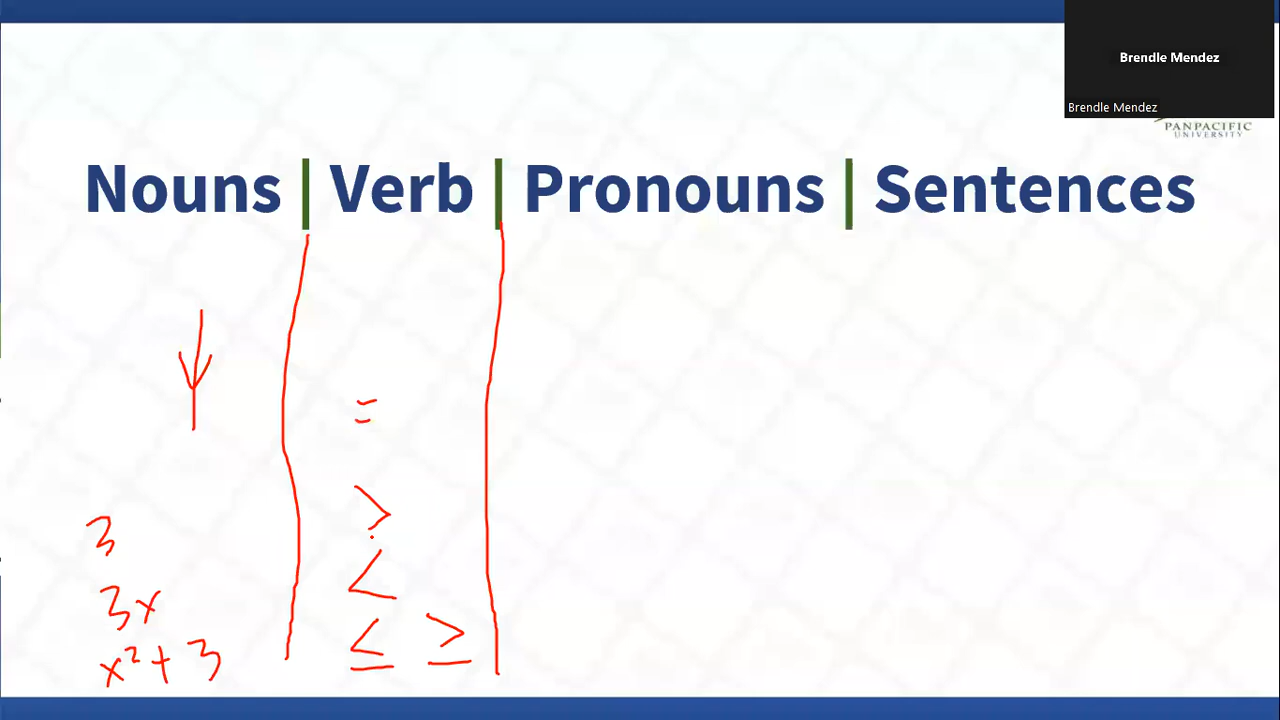 Brendle Mendez
Brendle Mendez
PANPACIFIC
UNIVERSITY
Nouns | Verb | Pronouns | Sentences
=
>
3
<
3x
≤ ≥
x² + 3